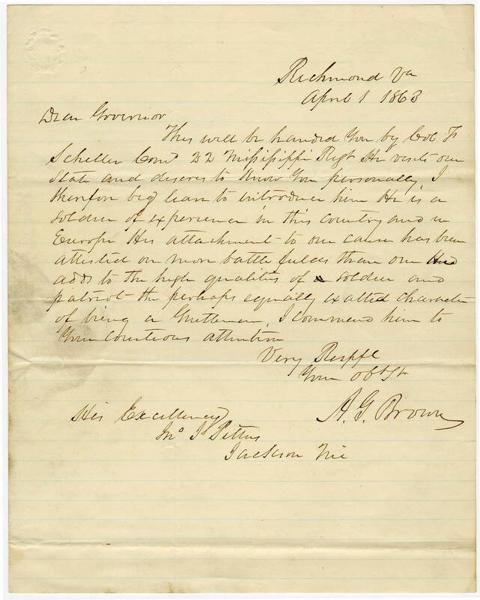 Richmond Va
April 1 1863
Dear Governor
This will be handed You by Col F
Scheller Comd 22 Mississippi Regt He visits our
State and desires to Know You personally I
therefore beg leave to introduce him He is a
soldier of experience in this Country and in
Europe His attachment to our cause has been
attested on more battle fields than one He
adds to the high qualities of a soldier and
patriot the perhaps equally exalted character
of being a Gentleman, I commend him to
Your Courteous attention
Very Respfl
Your obt St
A. G. Brown
His Excellency
Jno J. Pettus
Jackson Mi